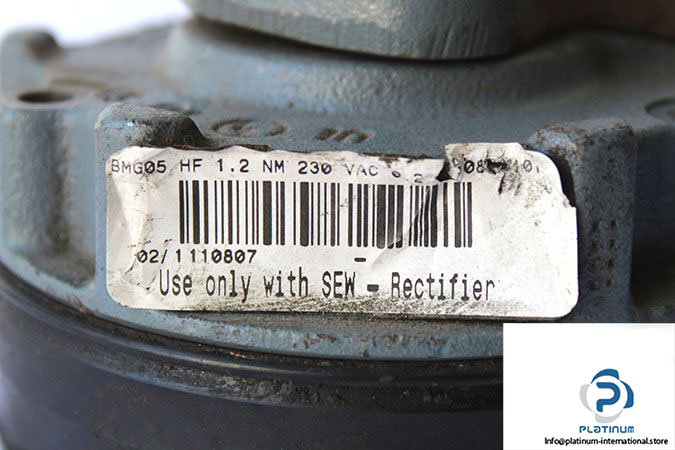 BMG05 HF 1.2 NM 230 VAC
02/1110807
Use only with SEW - Rectifier
PLATINUM
Info@platinum-international.store